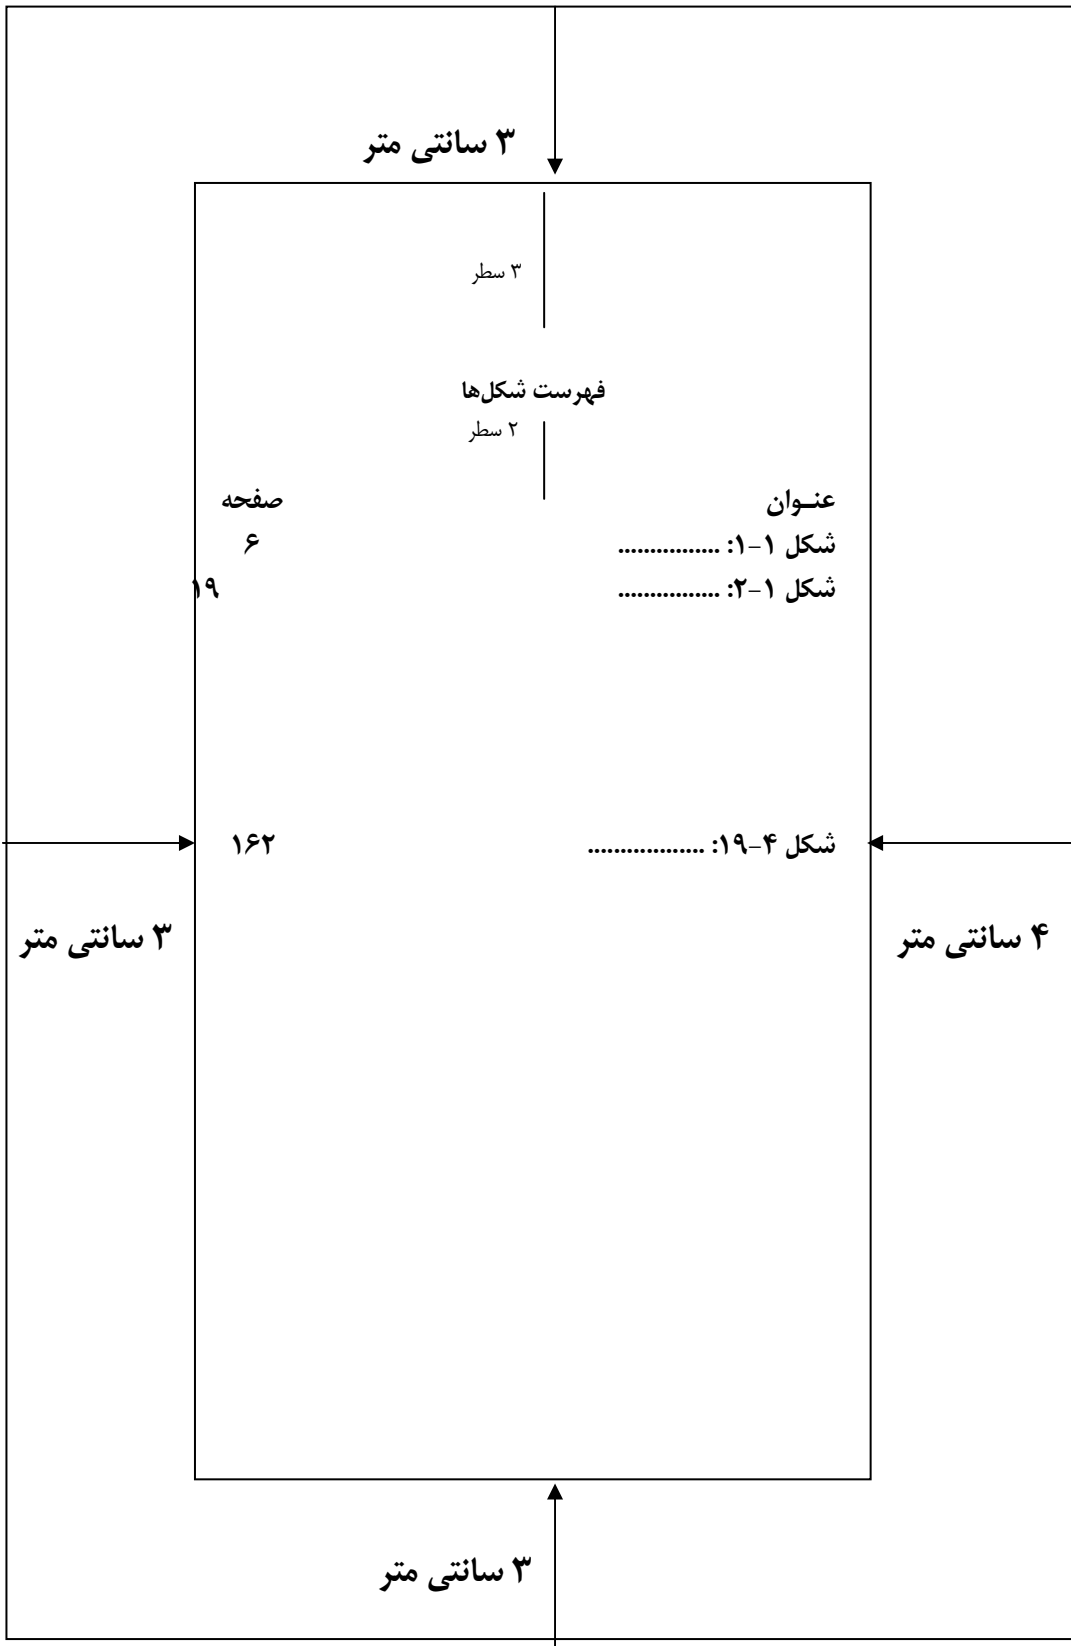 ۳ سانتی متر
۳ سطر
فهرست شکل‌ها
۲ سطر
عنـوان صفحه
شکل ۱-۱: ................ ۶
شکل ۱-۲: ................ ۱۹
شکل ۴-۱۹: .................. ۱۶۲
۴ سانتی متر ۳ سانتی متر
۳ سانتی متر